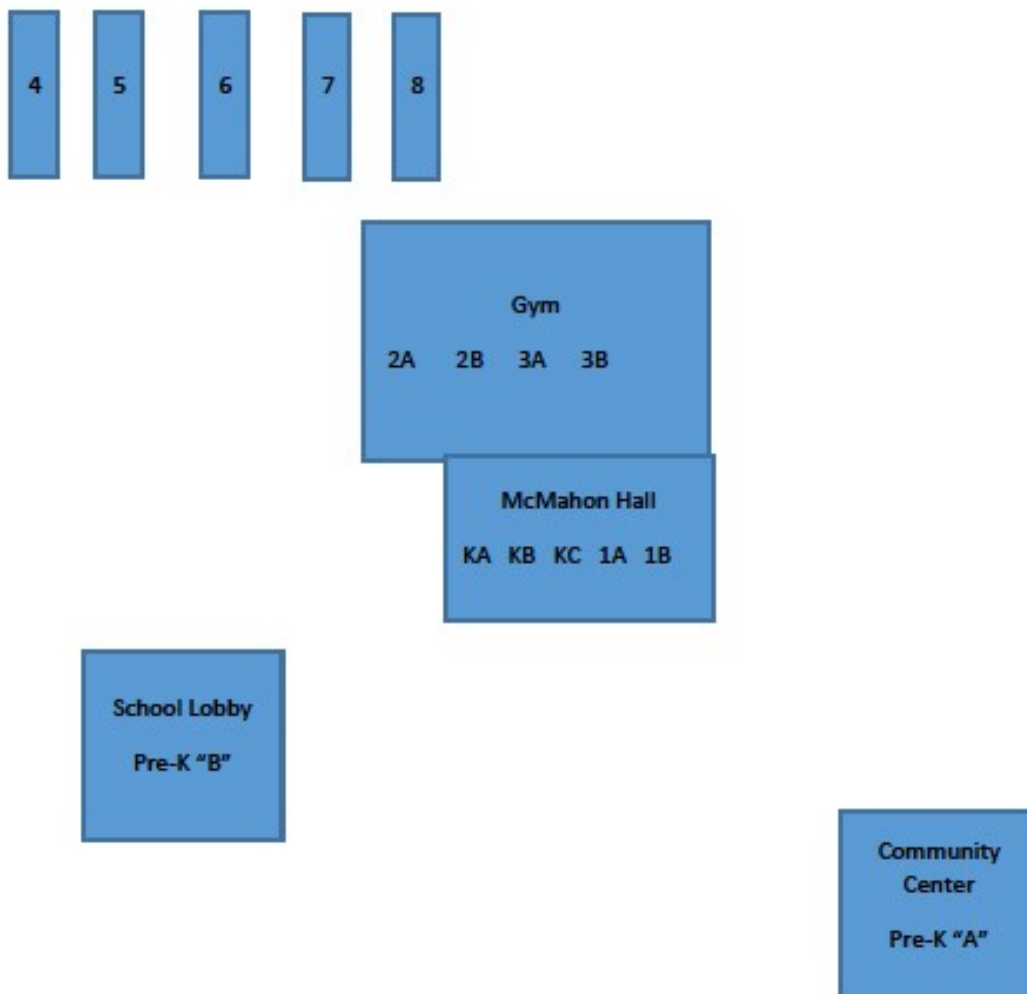 4 5 6 7 8
Gym
2A 2B 3A 3B
McMahon Hall
KA KB KC 1A 1B
School Lobby
Pre-K “B”
Community
Center
Pre-K “A”